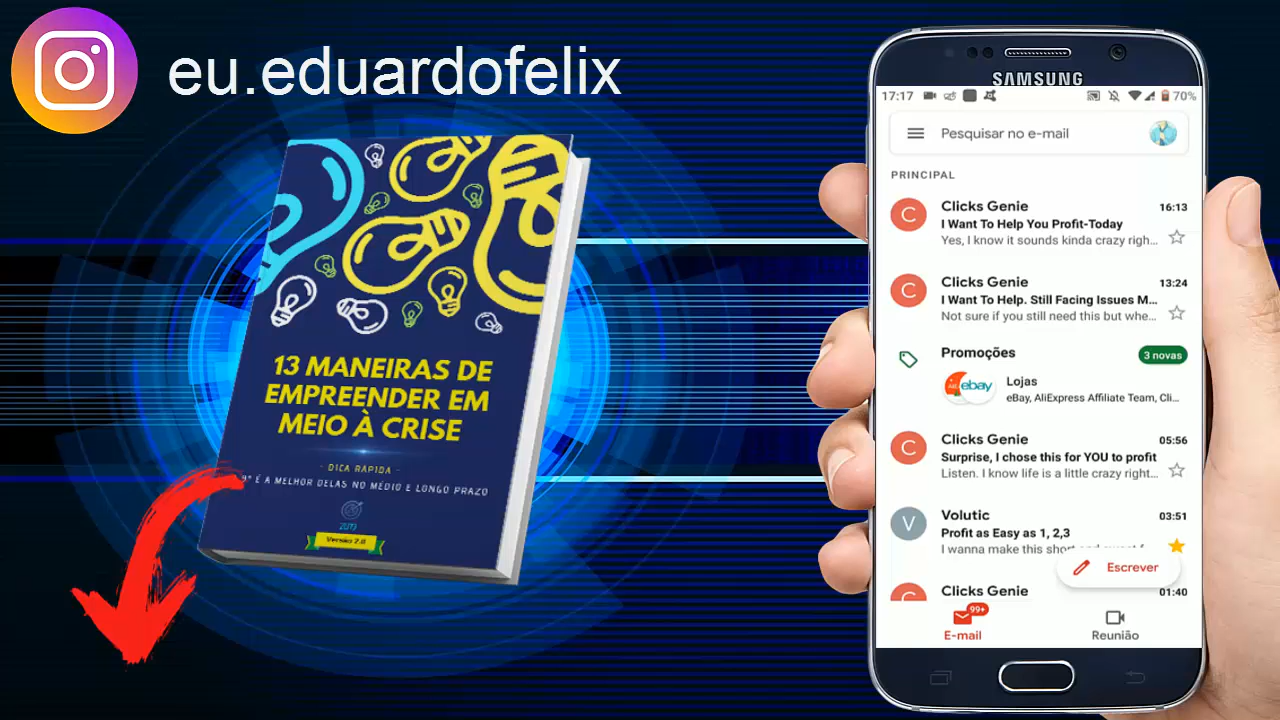 eu.eduardofelix
13 MANEIRAS DE
EMPREENDER EM
MEIO À CRISE
- DICA RÁPIDA -
É A MELHOR DELAS NO MÉDIO E LONGO PRAZO
2019
Versão 2.0
SAMSUNG
17:17 70%
Pesquisar no e-mail
PRINCIPAL
C Clicks Genie 16:13
I Want To Help You Profit-Today
Yes, I know it sounds kinda crazy righ...
C Clicks Genie 13:24
I Want To Help. Still Facing Issues M...
Not sure if you still need this but whe...
Promoções 3 novas
ebay Lojas
eBay, AliExpress Affiliate Team, Cli...
C Clicks Genie 05:56
Surprise, I chose this for YOU to profit
Listen. I know life is a little crazy right...
V Volutic 03:51
Profit as Easy as 1, 2,3
I wanna make this short
Escrever
Clicks Genie 01:40
99+
E-mail Reunião